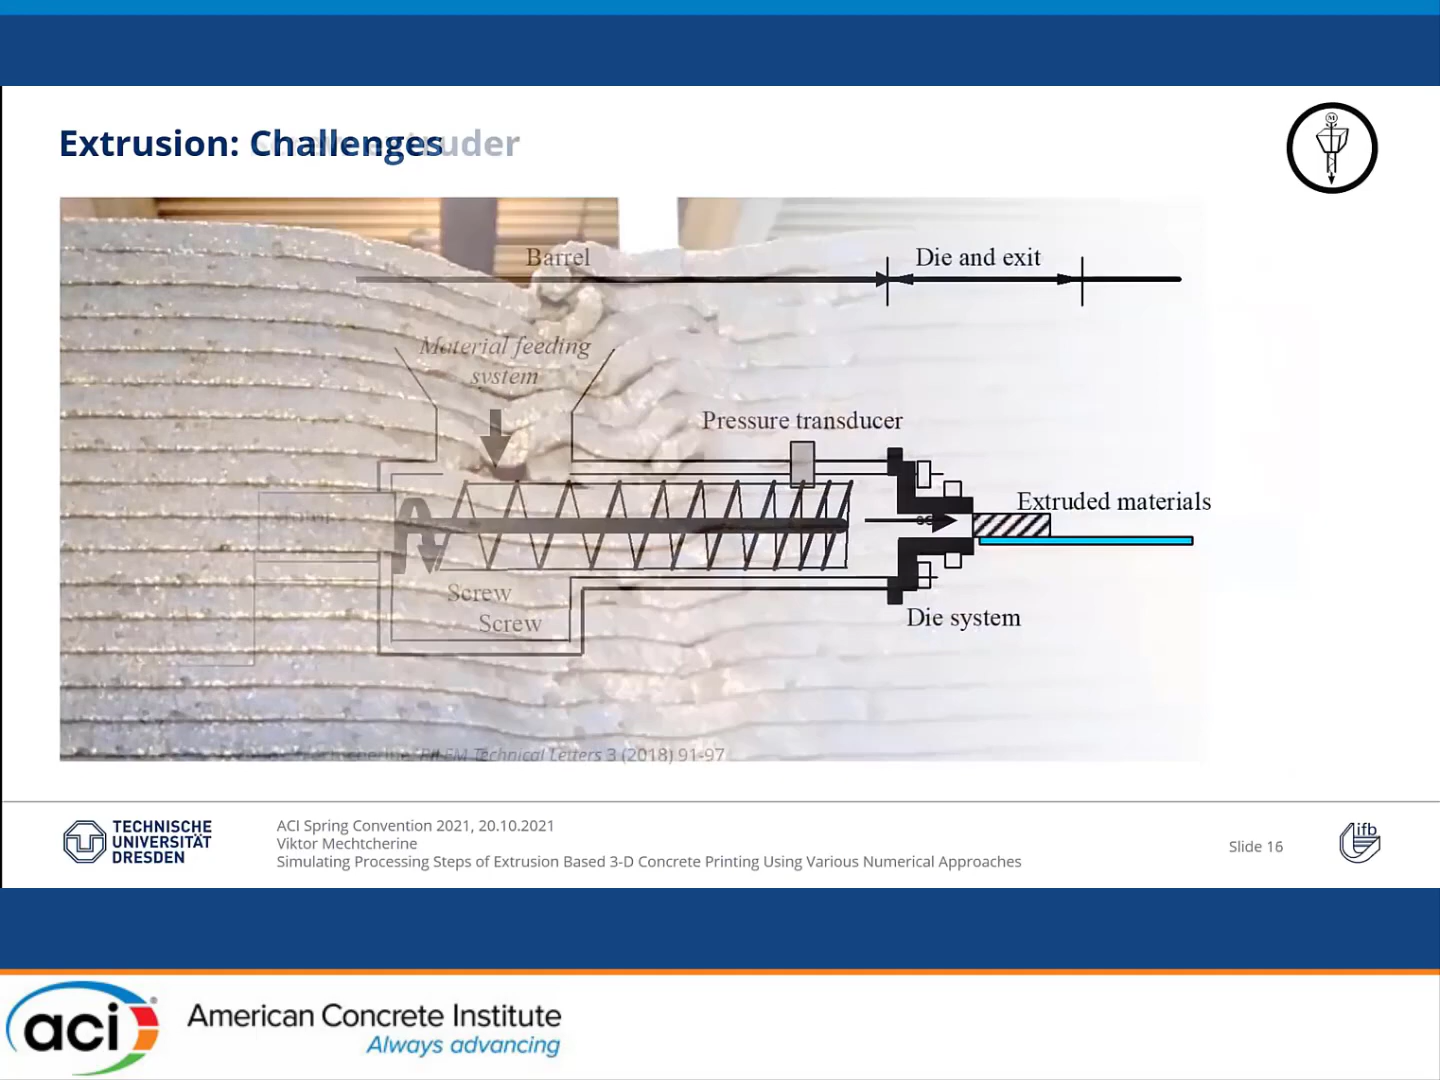 Extrusion: Challenges
Barrel
Die and exit
Material feeding
system
Pressure transducer
Extruded materials
Screw
Screw
Die system
RILEM Technical Letters 3 (2018) 91-97
TECHNISCHE
UNIVERSITÄT
DRESDEN
ACI Spring Convention 2021, 20.10.2021
Viktor Mechtcherine
Simulating Processing Steps of Extrusion Based 3-D Concrete Printing Using Various Numerical Approaches
Slide 16
ifb
M
aci
American Concrete Institute
Always advancing